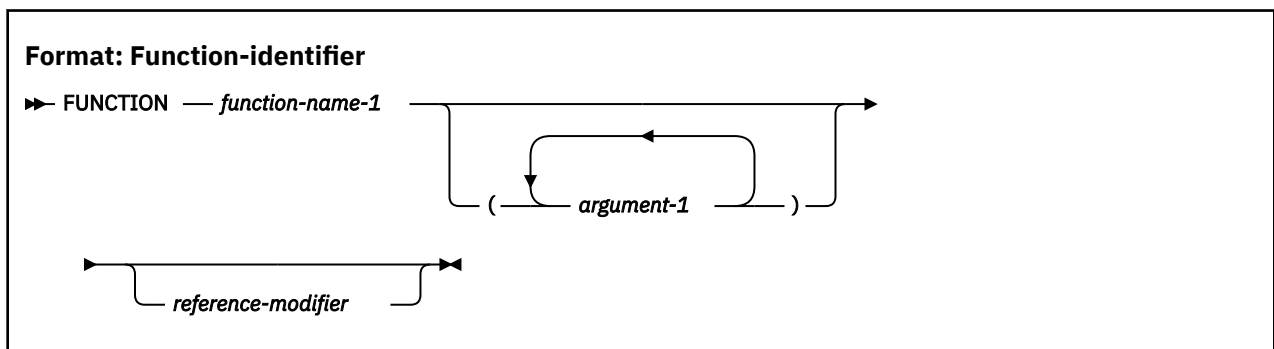 Format: Function-identifier
FUNCTION function-name-1
( argument-1 )
reference-modifier